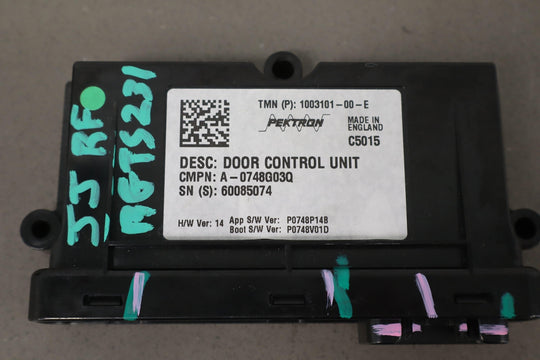 TMN (P): 1003101-00-E
PEKTRON
MADE IN
ENGLAND
C5015
DESC: DOOR CONTROL UNIT
CMPN: A-0748G03Q
SN (S): 60085074
H/W Ver: 14 App S/W Ver: P0748P14B
Boot S/W Ver: P0748V01D
JJ RF